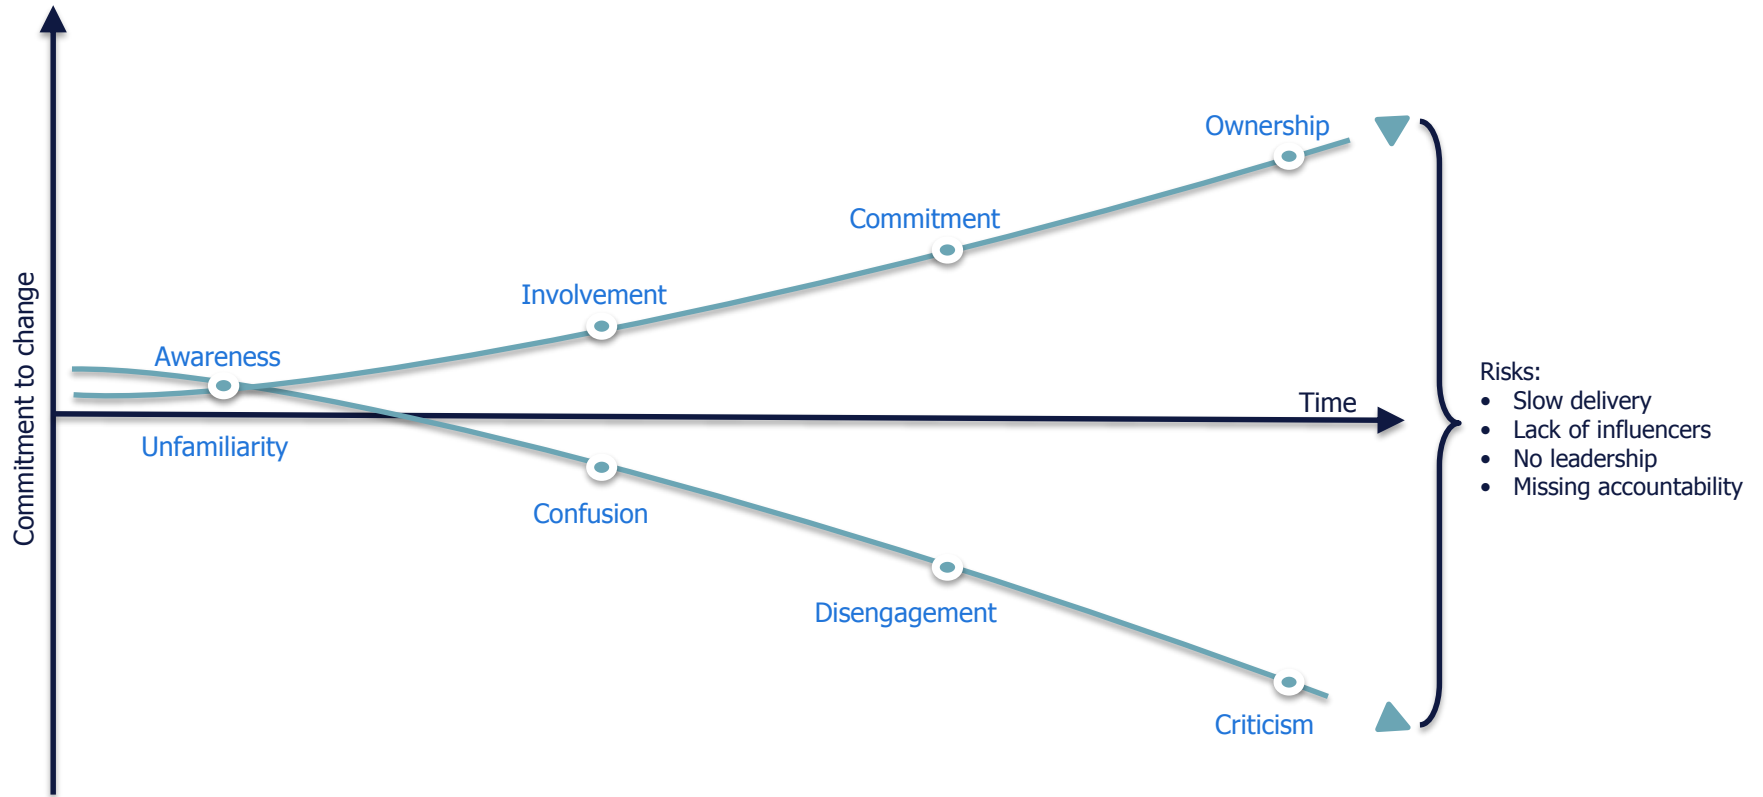 Commitment to change
Ownership
Commitment
Involvement
Awareness
Time
Unfamiliarity
Confusion
Disengagement
Criticism
Risks:
• Slow delivery
• Lack of influencers
• No leadership
• Missing accountability